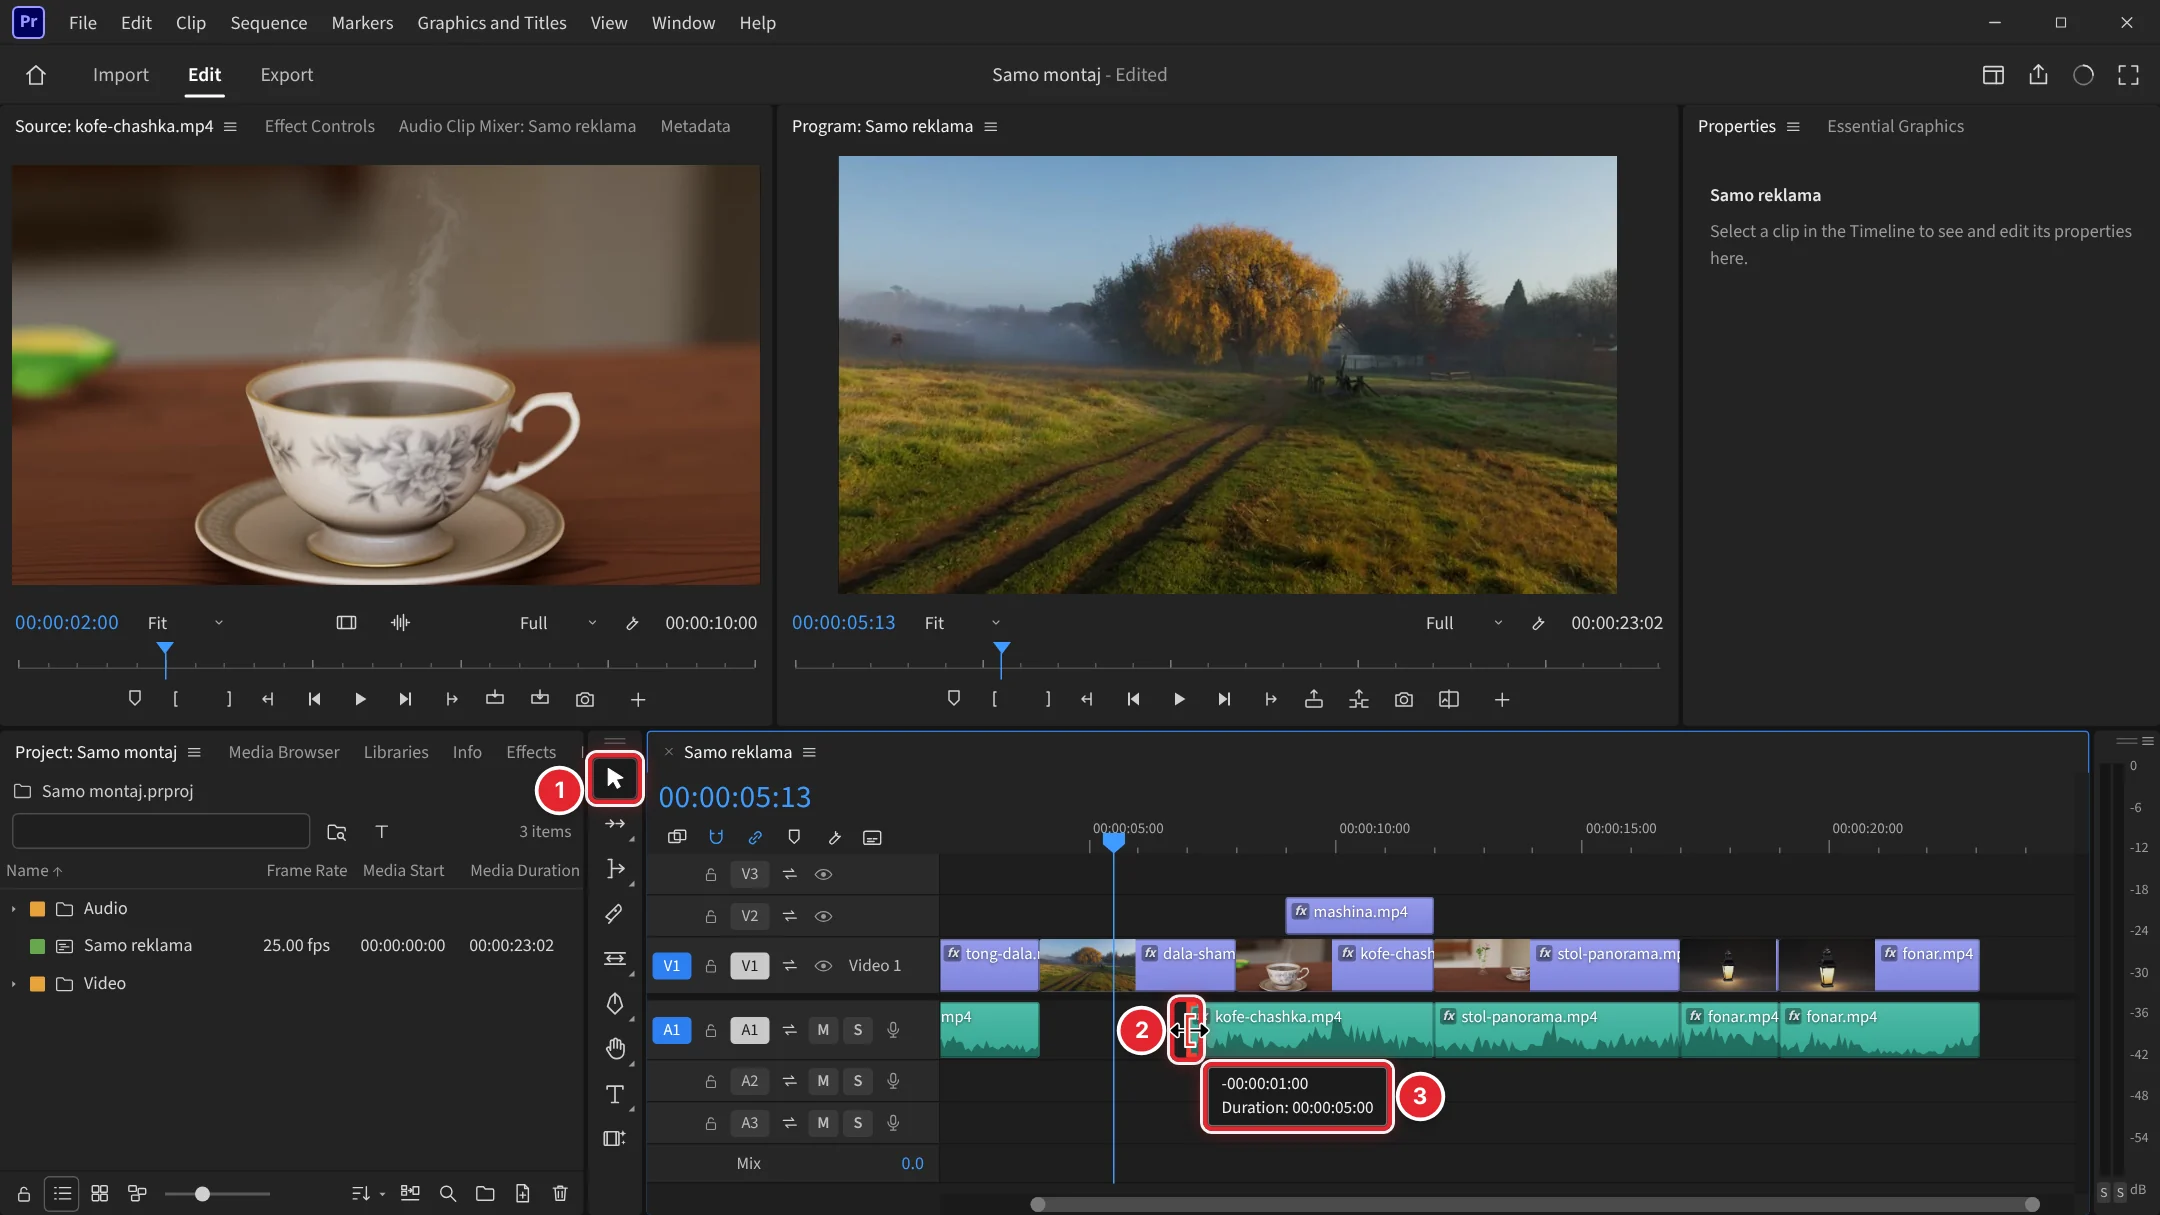 Pr File Edit Clip Sequence Markers Graphics and Titles View Window Help
Import Edit Export
Samo montaj - Edited
Source: kofe-chashka.mp4 Effect Controls Audio Clip Mixer: Samo reklama Metadata
Program: Samo reklama
Properties Essential Graphics
Samo reklama
Select a clip in the Timeline to see and edit its properties
here.
00:00:02:00 Fit Full 00:00:10:00
00:00:05:13 Fit Full 00:00:23:02
Project: Samo montaj Media Browser Libraries Info Effects
Samo montaj.prproj
3 items
Name Frame Rate Media Start Media Duration
Audio
Samo reklama 25.00 fps 00:00:00:00 00:00:23:02
Video
1
Samo reklama
00:00:05:13
00:00:05:00 00:00:10:00 00:00:15:00 00:00:20:00
V3
V2
fx mashina.mp4
V1 V1 Video 1
fx tong-dala. fx dala-sham fx kofe-chash fx stol-panorama.mp fx fonar.mp4
A1 A1 M S
mp4 kofe-chashka.mp4 fx stol-panorama.mp4 fx fonar.mp4 fx fonar.mp4
2
A2 M S
-00:00:01:00
Duration: 00:00:05:00
3
A3 M S
Mix 0.0
0
-6
-12
-18
-24
-30
-36
-42
-48
-54
S S dB